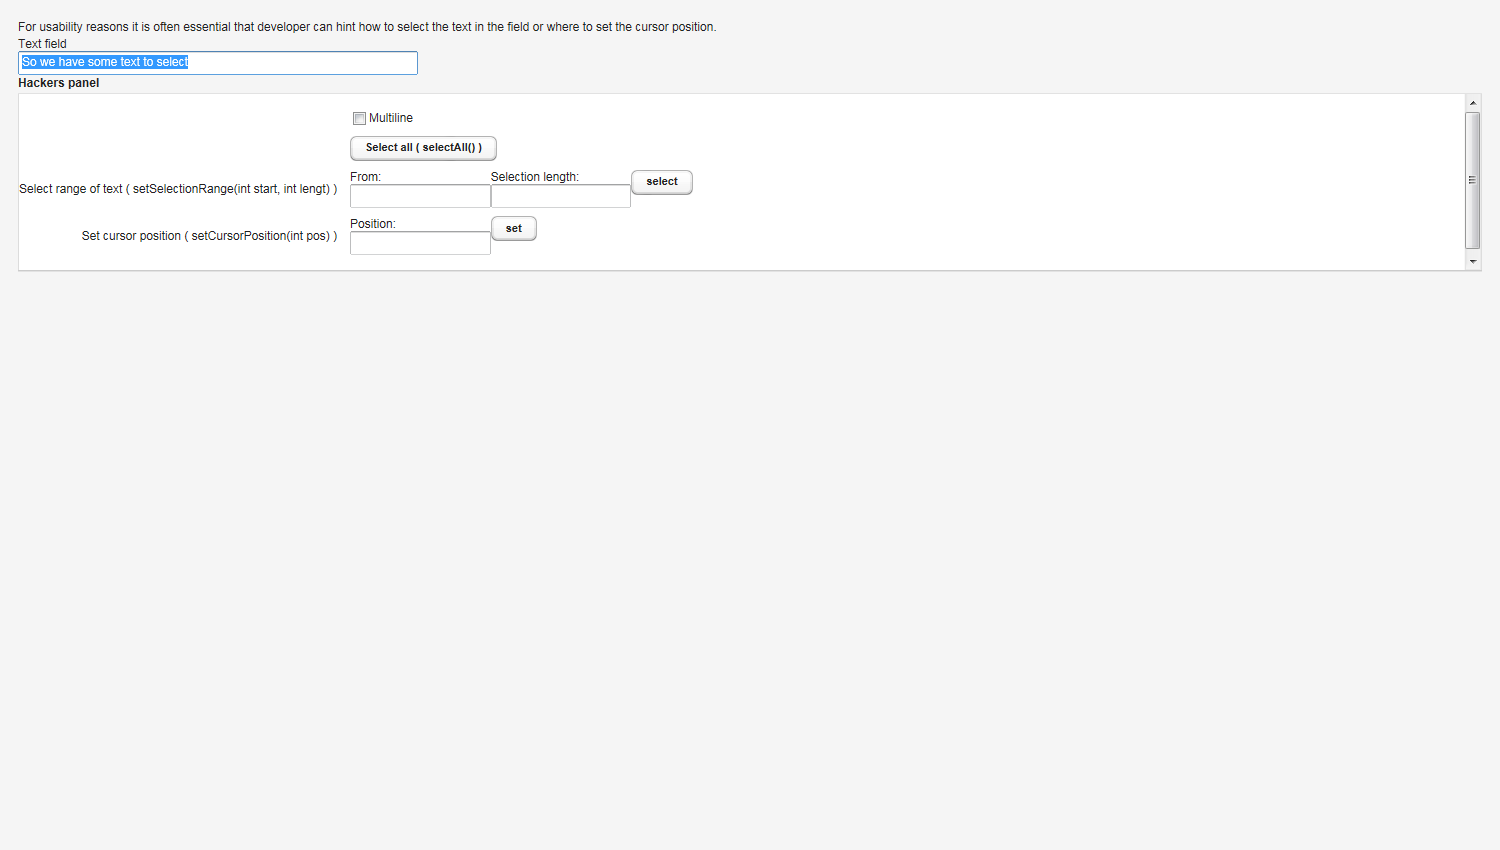 For usability reasons it is often essential that developer can hint how to select the text in the field or where to set the cursor position.
Text field
So we have some text to select
Hackers panel
Multiline
Select all ( selectAll() )
Select range of text ( setSelectionRange(int start, int lengt) )
From:
Selection length:
select
Set cursor position ( setCursorPosition(int pos) )
Position:
set